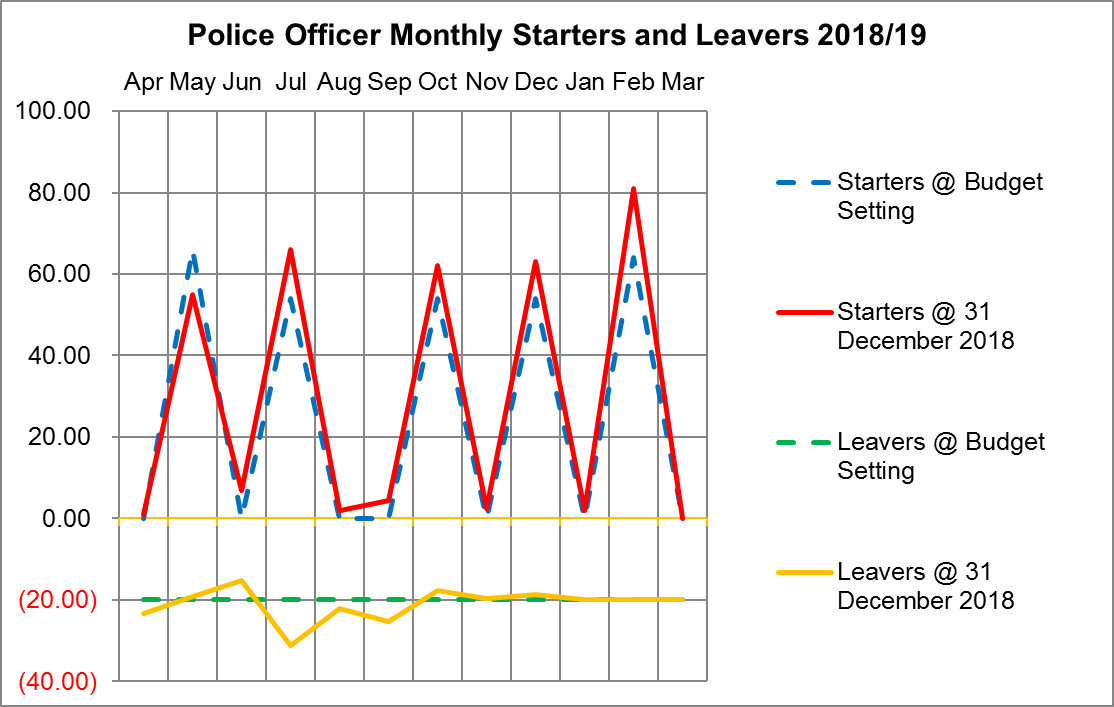 Police Officer Monthly Starters and Leavers 2018/19
Apr May Jun Jul Aug Sep Oct Nov Dec Jan Feb Mar
100.00
80.00
60.00
40.00
20.00
0.00
(20.00)
(40.00)
Starters @ Budget
Setting
Starters @ 31
December 2018
Leavers @ Budget
Setting
Leavers @ 31
December 2018